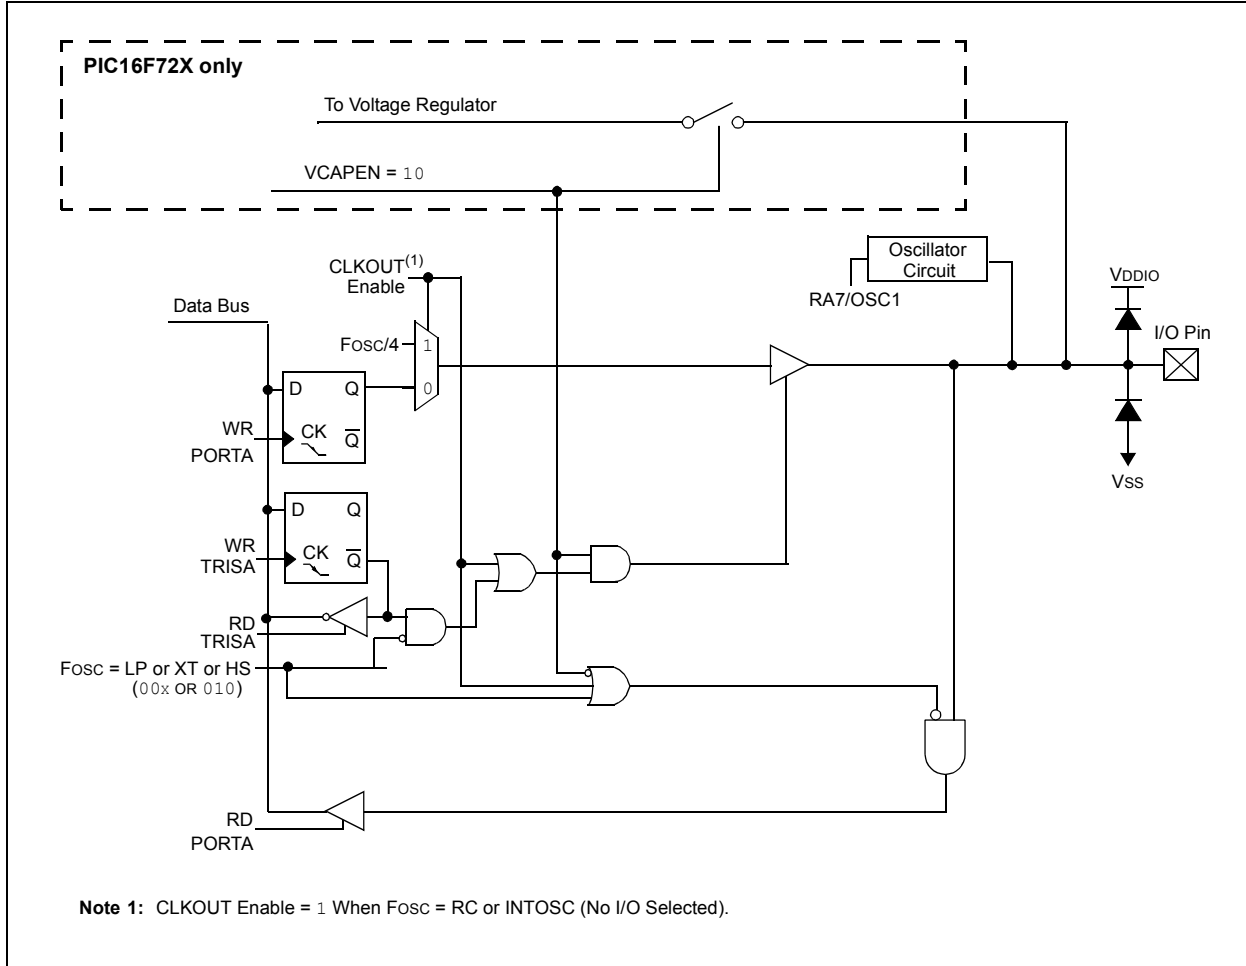 PIC16F72X only
To Voltage Regulator
VCAPEN = 10
CLKOUT(1)
Enable
Oscillator
Circuit
RA7/OSC1
VDDIO
I/O Pin
Data Bus
FOSC/4
1
0
D Q
WR
PORTA
CK Q
VSS
D Q
WR
TRISA
CK Q
RD
TRISA
FOSC = LP or XT or HS
(00x OR 010)
RD
PORTA
Note 1: CLKOUT Enable = 1 When FOSC = RC or INTOSC (No I/O Selected).